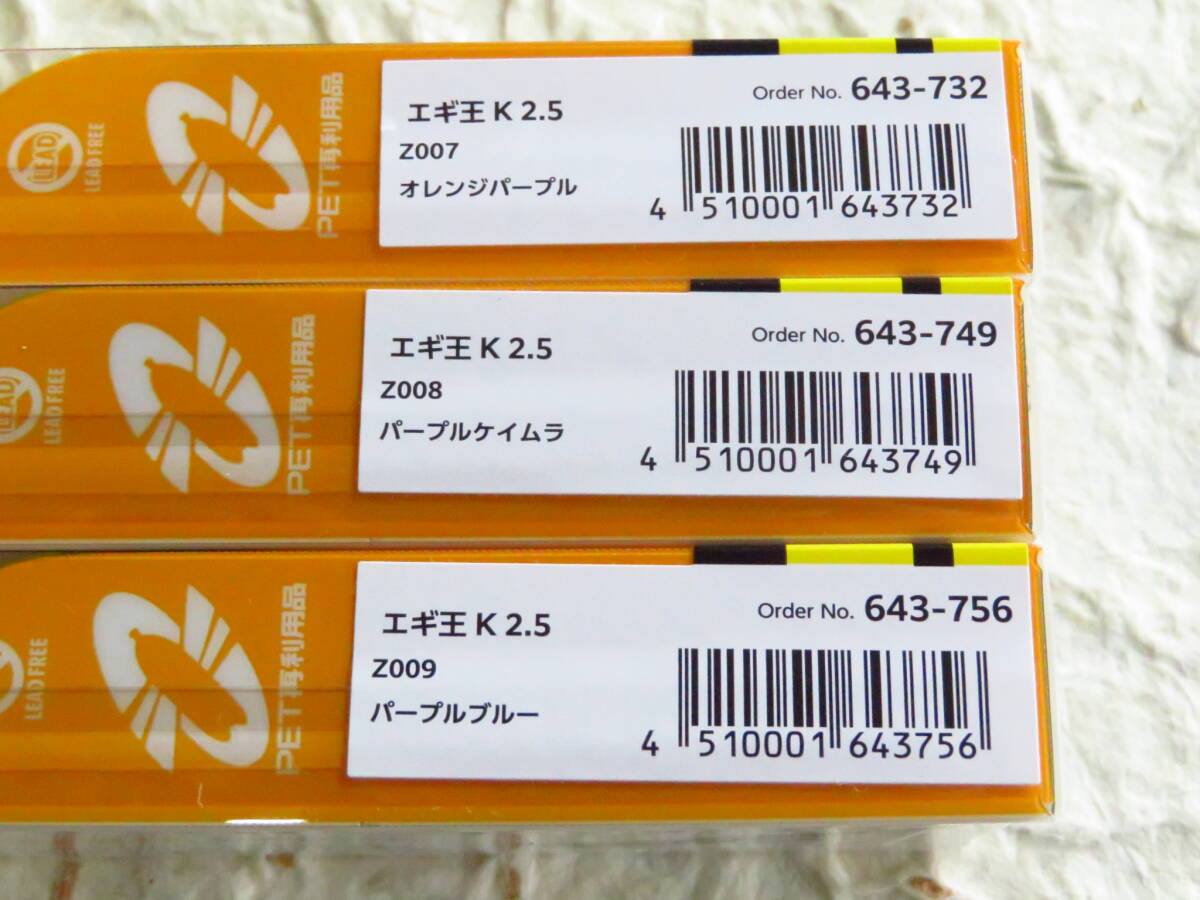 LEAD
LEAD FREE
PET再利用品
エギ王 K 2.5
Order No. 643-732
Z007
オレンジパープル
4 510001 643732
LEAD
LEAD FREE
PET再利用品
エギ王 K 2.5
Order No. 643-749
Z008
パープルケイムラ
4 510001 643749
LEAD FREE
PET再利用品
エギ王 K 2.5
Order No. 643-756
Z009
パープルブルー
4 510001 643756